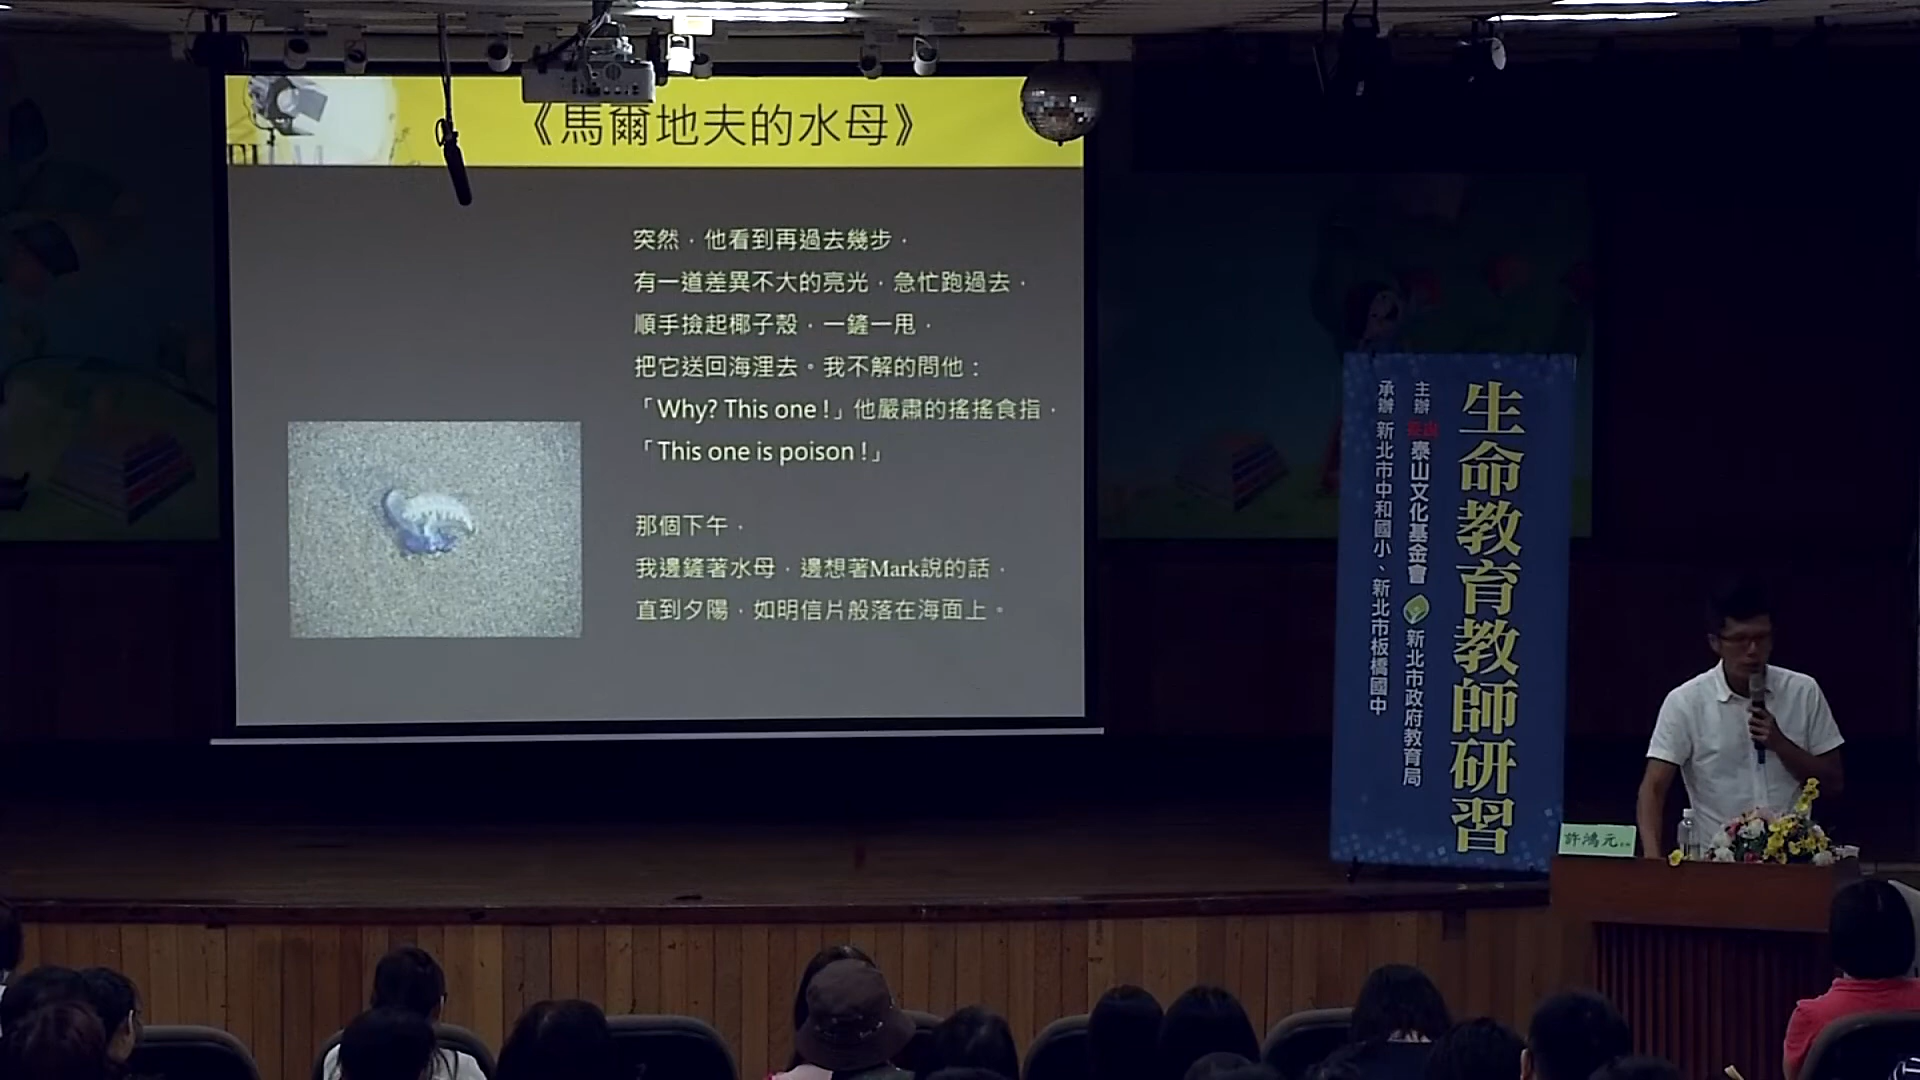 《馬爾地夫的水母》
突然，他看到再過去幾步，
有一道差異不大的亮光，急忙跑過去，
順手撿起椰子殼，一鏟一甩，
把它送回海浬去。我不解的問他：
「Why? This one !」他嚴肅的搖搖食指，
「This one is poison !」
那個下午，
我邊鏟著水母，邊想著Mark說的話，
直到夕陽，如明信片般落在海面上。
生命教育教師研習
主辦 泰山文化基金會 新北市政府教育局
承辦 新北市中和國小、新北市板橋國中
許鴻元